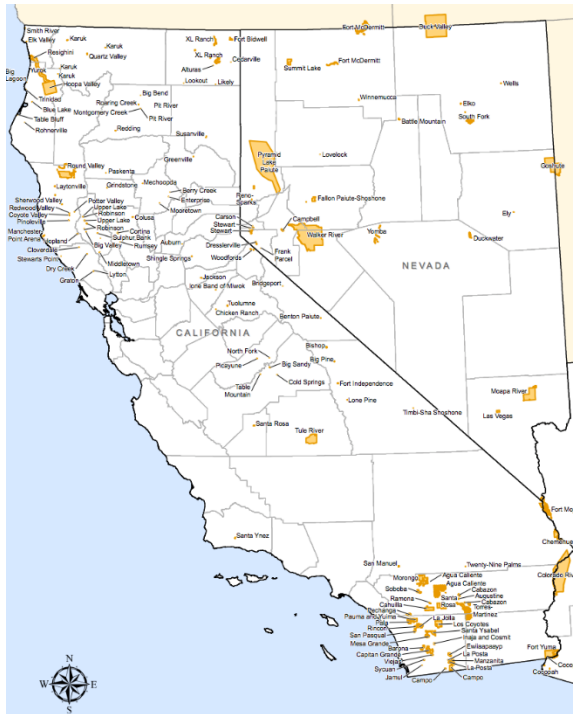 Smith River
Elk Valley
Resighini
Yurok
Big
Lagoon
Karuk
Karuk
Quartz Valley
Karuk
Karuk
Hoopa Valley
Trinidad
Blue Lake
Table Bluff
Rohnerville
XL Ranch
Fort Bidwell
XL Ranch
Cedarville
Alturas
Lookout
Likely
Big Bend
Roaring Creek
Pit River
Montgomery Creek
Pit River
Redding
Susanville
Greenville
Fort McDermitt
Duck Valley
Summit Lake
Fort McDermitt
Winnemucca
Wells
Elko
South Fork
Battle Mountain
Pyramid
Lake
Paiute
Lovelock
Goshute
Round Valley
Paskenta
Laytonville
Grindstone
Mechoopda
Berry Creek
Enterprise
Mooretown
Reno-
Sparks
Fallon Paiute-Shoshone
Ely
Sherwood Valley
Redwood Valley
Coyote Valley
Pinoleville
Manchester
Point Arena
Hopland
Cloverdale
Stewarts Point
Dry Creek
Graton
Potter Valley
Robinson
Upper Lake
Robinson
Colusa
Cortina
Sulphur Bank
Big Valley
Rumsey
Middletown
Lytton
Auburn
Shingle Springs
Carson
Stewart
Stewart
Dresslerville
Woodfords
Campbell
Walker River
Frank
Parcel
Yomba
Duckwater
NEVADA
Jackson
Ione Band of Miwok
Bridgeport
Tuolumne
Chicken Ranch
Benton Paiute
CALIFORNIA
North Fork
Picayune
Table
Mountain
Big Sandy
Cold Springs
Bishop
Big Pine
Fort Independence
Lone Pine
Timbi-Sha Shoshone
Moapa River
Las Vegas
Santa Rosa
Tule River
Santa Ynez
Fort Mo
Chemehue
Colorado Riv
San Manuel
Twenty-Nine Palms
Morongo
Agua Caliente
Agua Caliente
Soboba
Cabazon
Augustine
Ramona
Santa
Rosa
Cabazon
Cahuilla
Torres
Martinez
Pechanga
Pauma and Yuima
La Jolla
Pala
Los Coyotes
Rincon
Santa Ysabel
San Pasqual
Inaja and Cosmit
Mesa Grande
Barona
Ewiiaapaayp
Capitan Grande
La Posta
Viejas
Manzanita
Sycuan
La Posta
Jamul
Campo
Campo
Fort Yuma
Coco
Cocopah
N
W
E
S